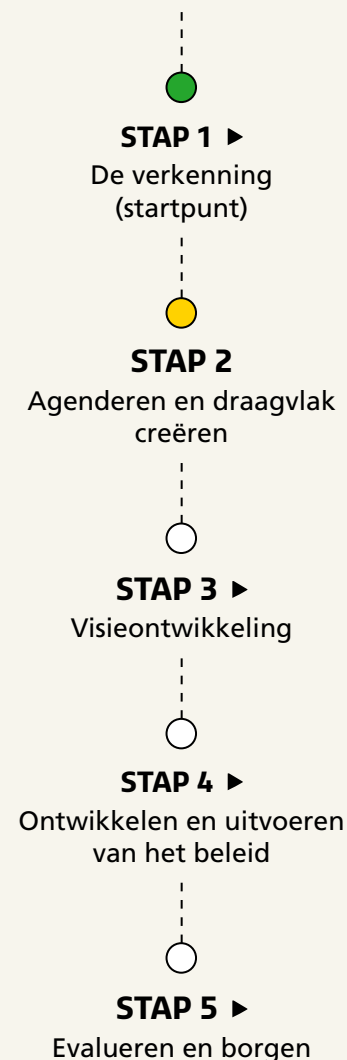 STAP 1 ▶
De verkenning
(startpunt)
STAP 2
Agenderen en draagvlak
creëren
STAP 3 ▶
Visieontwikkeling
STAP 4 ▶
Ontwikkelen en uitvoeren
van het beleid
STAP 5 ▶
Evalueren en borgen